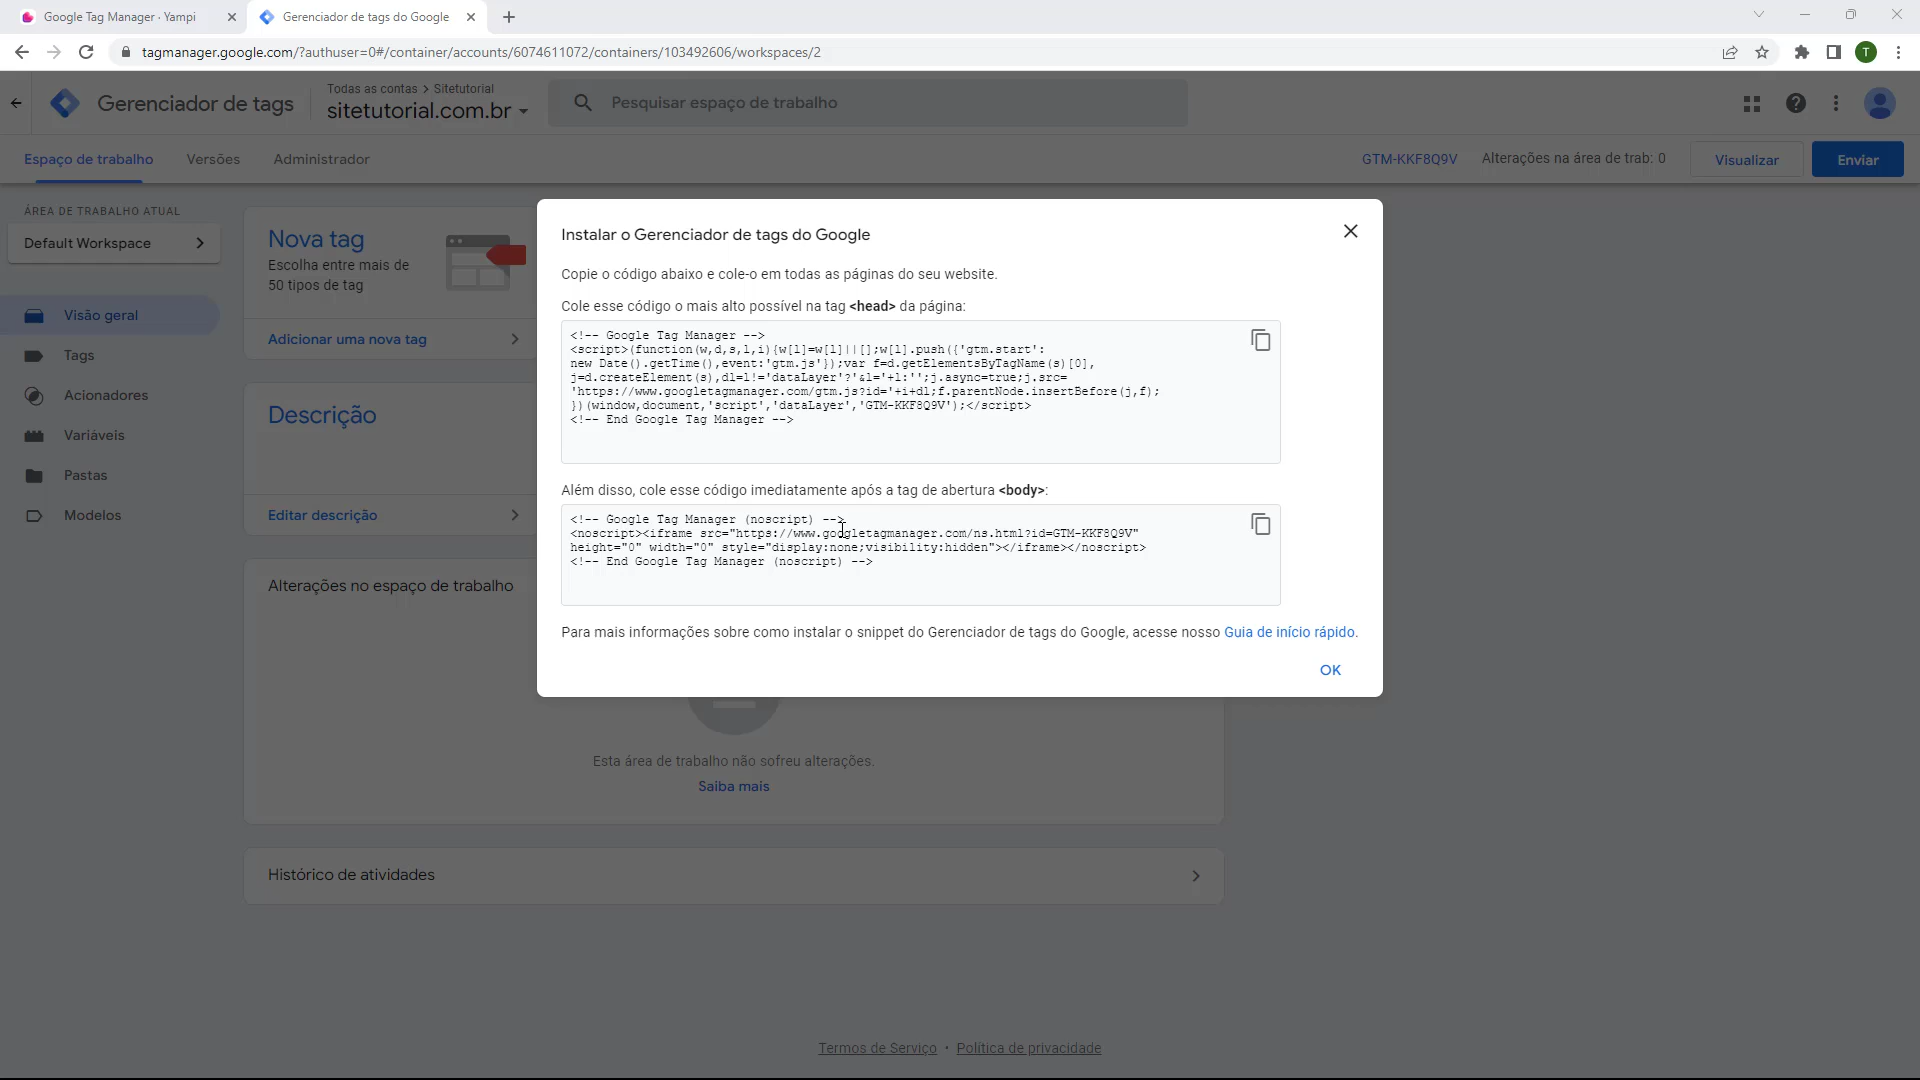 Google Tag Manager · Yampi
Gerenciador de tags do Google
tagmanager.google.com/?authuser=0#/container/accounts/6074611072/containers/103492606/workspaces/2
T
Gerenciador de tags
Todas as contas > Sitetutorial
sitetutorial.com.br
Pesquisar espaço de trabalho
Espaço de trabalho
Versões
Administrador
GTM-KKF8Q9V
Alterações na área de trab: 0
Visualizar
Enviar
ÁREA DE TRABALHO ATUAL
Default Workspace
Visão geral
Tags
Acionadores
Variáveis
Pastas
Modelos
Nova tag
Escolha entre mais de
50 tipos de tag
Adicionar uma nova tag
Descrição
Editar descrição
Alterações no espaço de trabalho
Instalar o Gerenciador de tags do Google
Copie o código abaixo e cole-o em todas as páginas do seu website.
Cole esse código o mais alto possível na tag <head> da página:
<!-- Google Tag Manager -->
<script>(function(w,d,s,l,i){w[l]=w[l]||[];w[l].push({'gtm.start':
new Date().getTime(),event:'gtm.js'});var f=d.getElementsByTagName(s)[0],
j=d.createElement(s),dl=l!='dataLayer'?'&l='+l:'';j.async=true;j.src=
'https://www.googletagmanager.com/gtm.js?id='+i+dl;f.parentNode.insertBefore(j,f);
})(window,document,'script','dataLayer','GTM-KKF8Q9V');</script>
<!-- End Google Tag Manager -->
Além disso, cole esse código imediatamente após a tag de abertura <body>:
<!-- Google Tag Manager (noscript) -->
<noscript><iframe src="https://www.googletagmanager.com/ns.html?id=GTM-KKF8Q9V"
height="0" width="0" style="display:none;visibility:hidden"></iframe></noscript>
<!-- End Google Tag Manager (noscript) -->
Para mais informações sobre como instalar o snippet do Gerenciador de tags do Google, acesse nosso Guia de início rápido.
OK
Esta área de trabalho não sofreu alterações.
Saiba mais
Histórico de atividades
Termos de Serviço · Política de privacidade